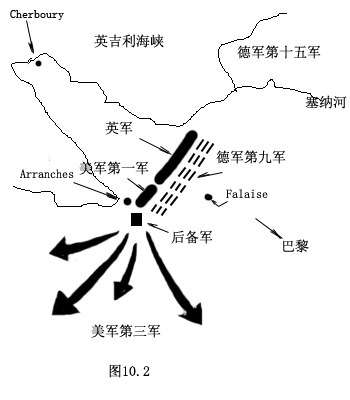 Cherboury
英吉利海峡
德军第十五军
塞纳河
英军
德军第九军
美军第一军
Arranches
Falaise
后备军
巴黎
美军第三军
图10.2